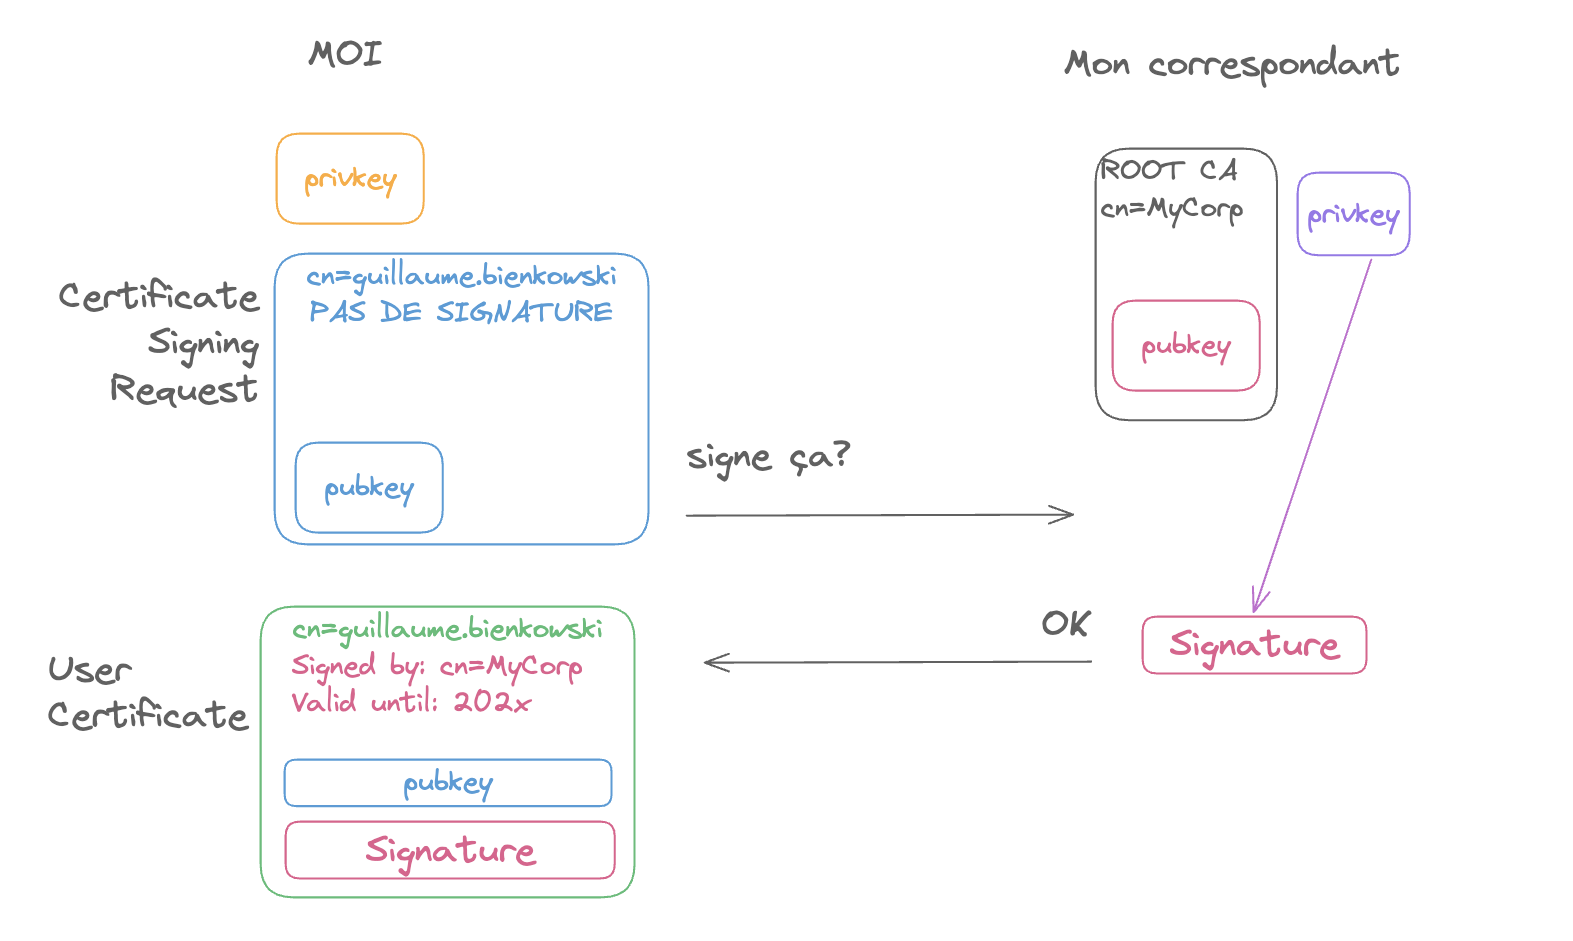 MOI
Mon correspondant
privkey
ROOT CA
cn=MyCorp
privkey
pubkey
Certificate
Signing
Request
cn=guillaume.bienkowski
PAS DE SIGNATURE
pubkey
signe ça?
OK
Signature
User
Certificate
cn=guillaume.bienkowski
Signed by: cn=MyCorp
Valid until: 202x
pubkey
Signature